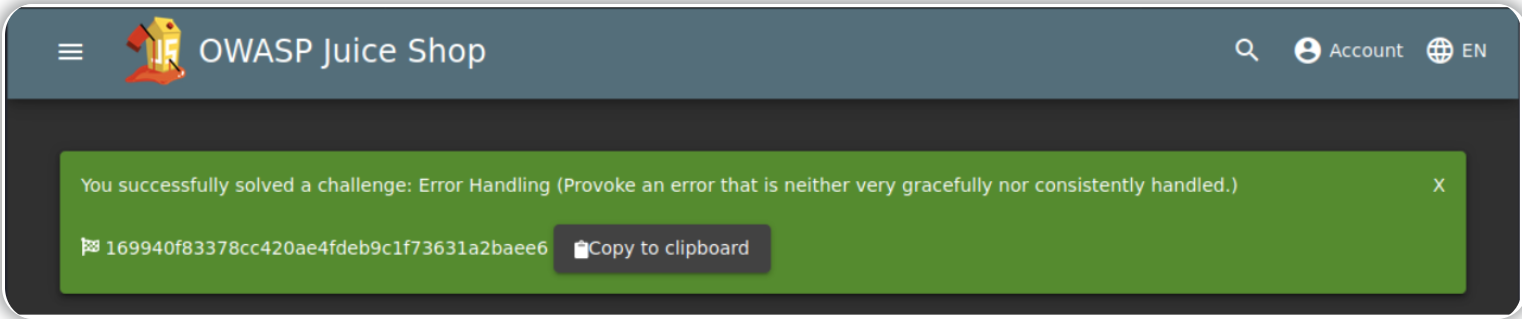 OWASP Juice Shop
Account
EN
You successfully solved a challenge: Error Handling (Provoke an error that is neither very gracefully nor consistently handled.)
X
169940f83378cc420ae4fdeb9c1f73631a2baee6
Copy to clipboard